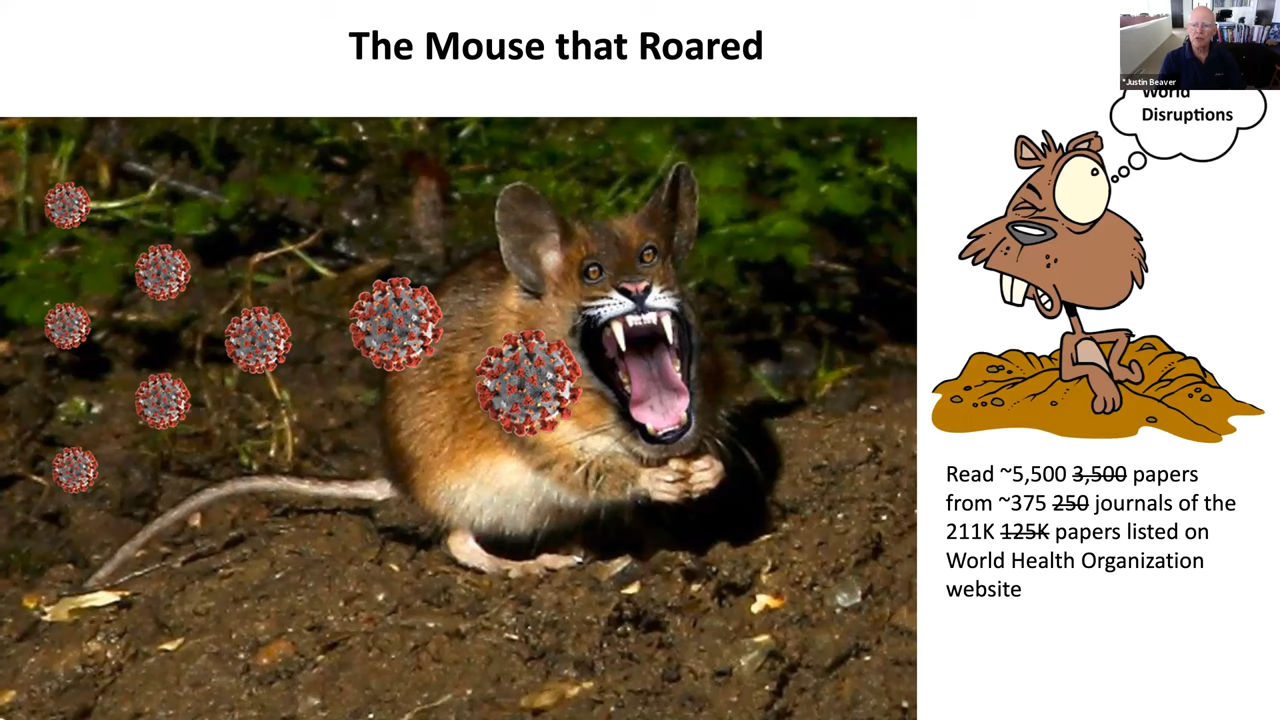 The Mouse that Roared
*Justin Beaver
World
Disruptions
Read ~5,500 3,500 papers
from ~375 250 journals of the
211K 125K papers listed on
World Health Organization
website